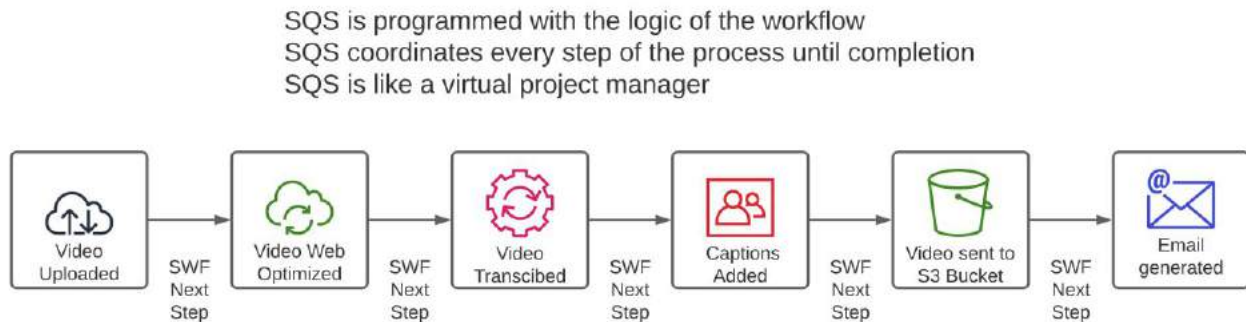 SQS is programmed with the logic of the workflow
SQS coordinates every step of the process until completion
SQS is like a virtual project manager
Video
Uploaded
SWF
Next
Step
Video Web
Optimized
SWF
Next
Step
Video
Transcibed
SWF
Next
Step
Captions
Added
SWF
Next
Step
Video sent to
S3 Bucket
SWF
Next
Step
@
Email
generated